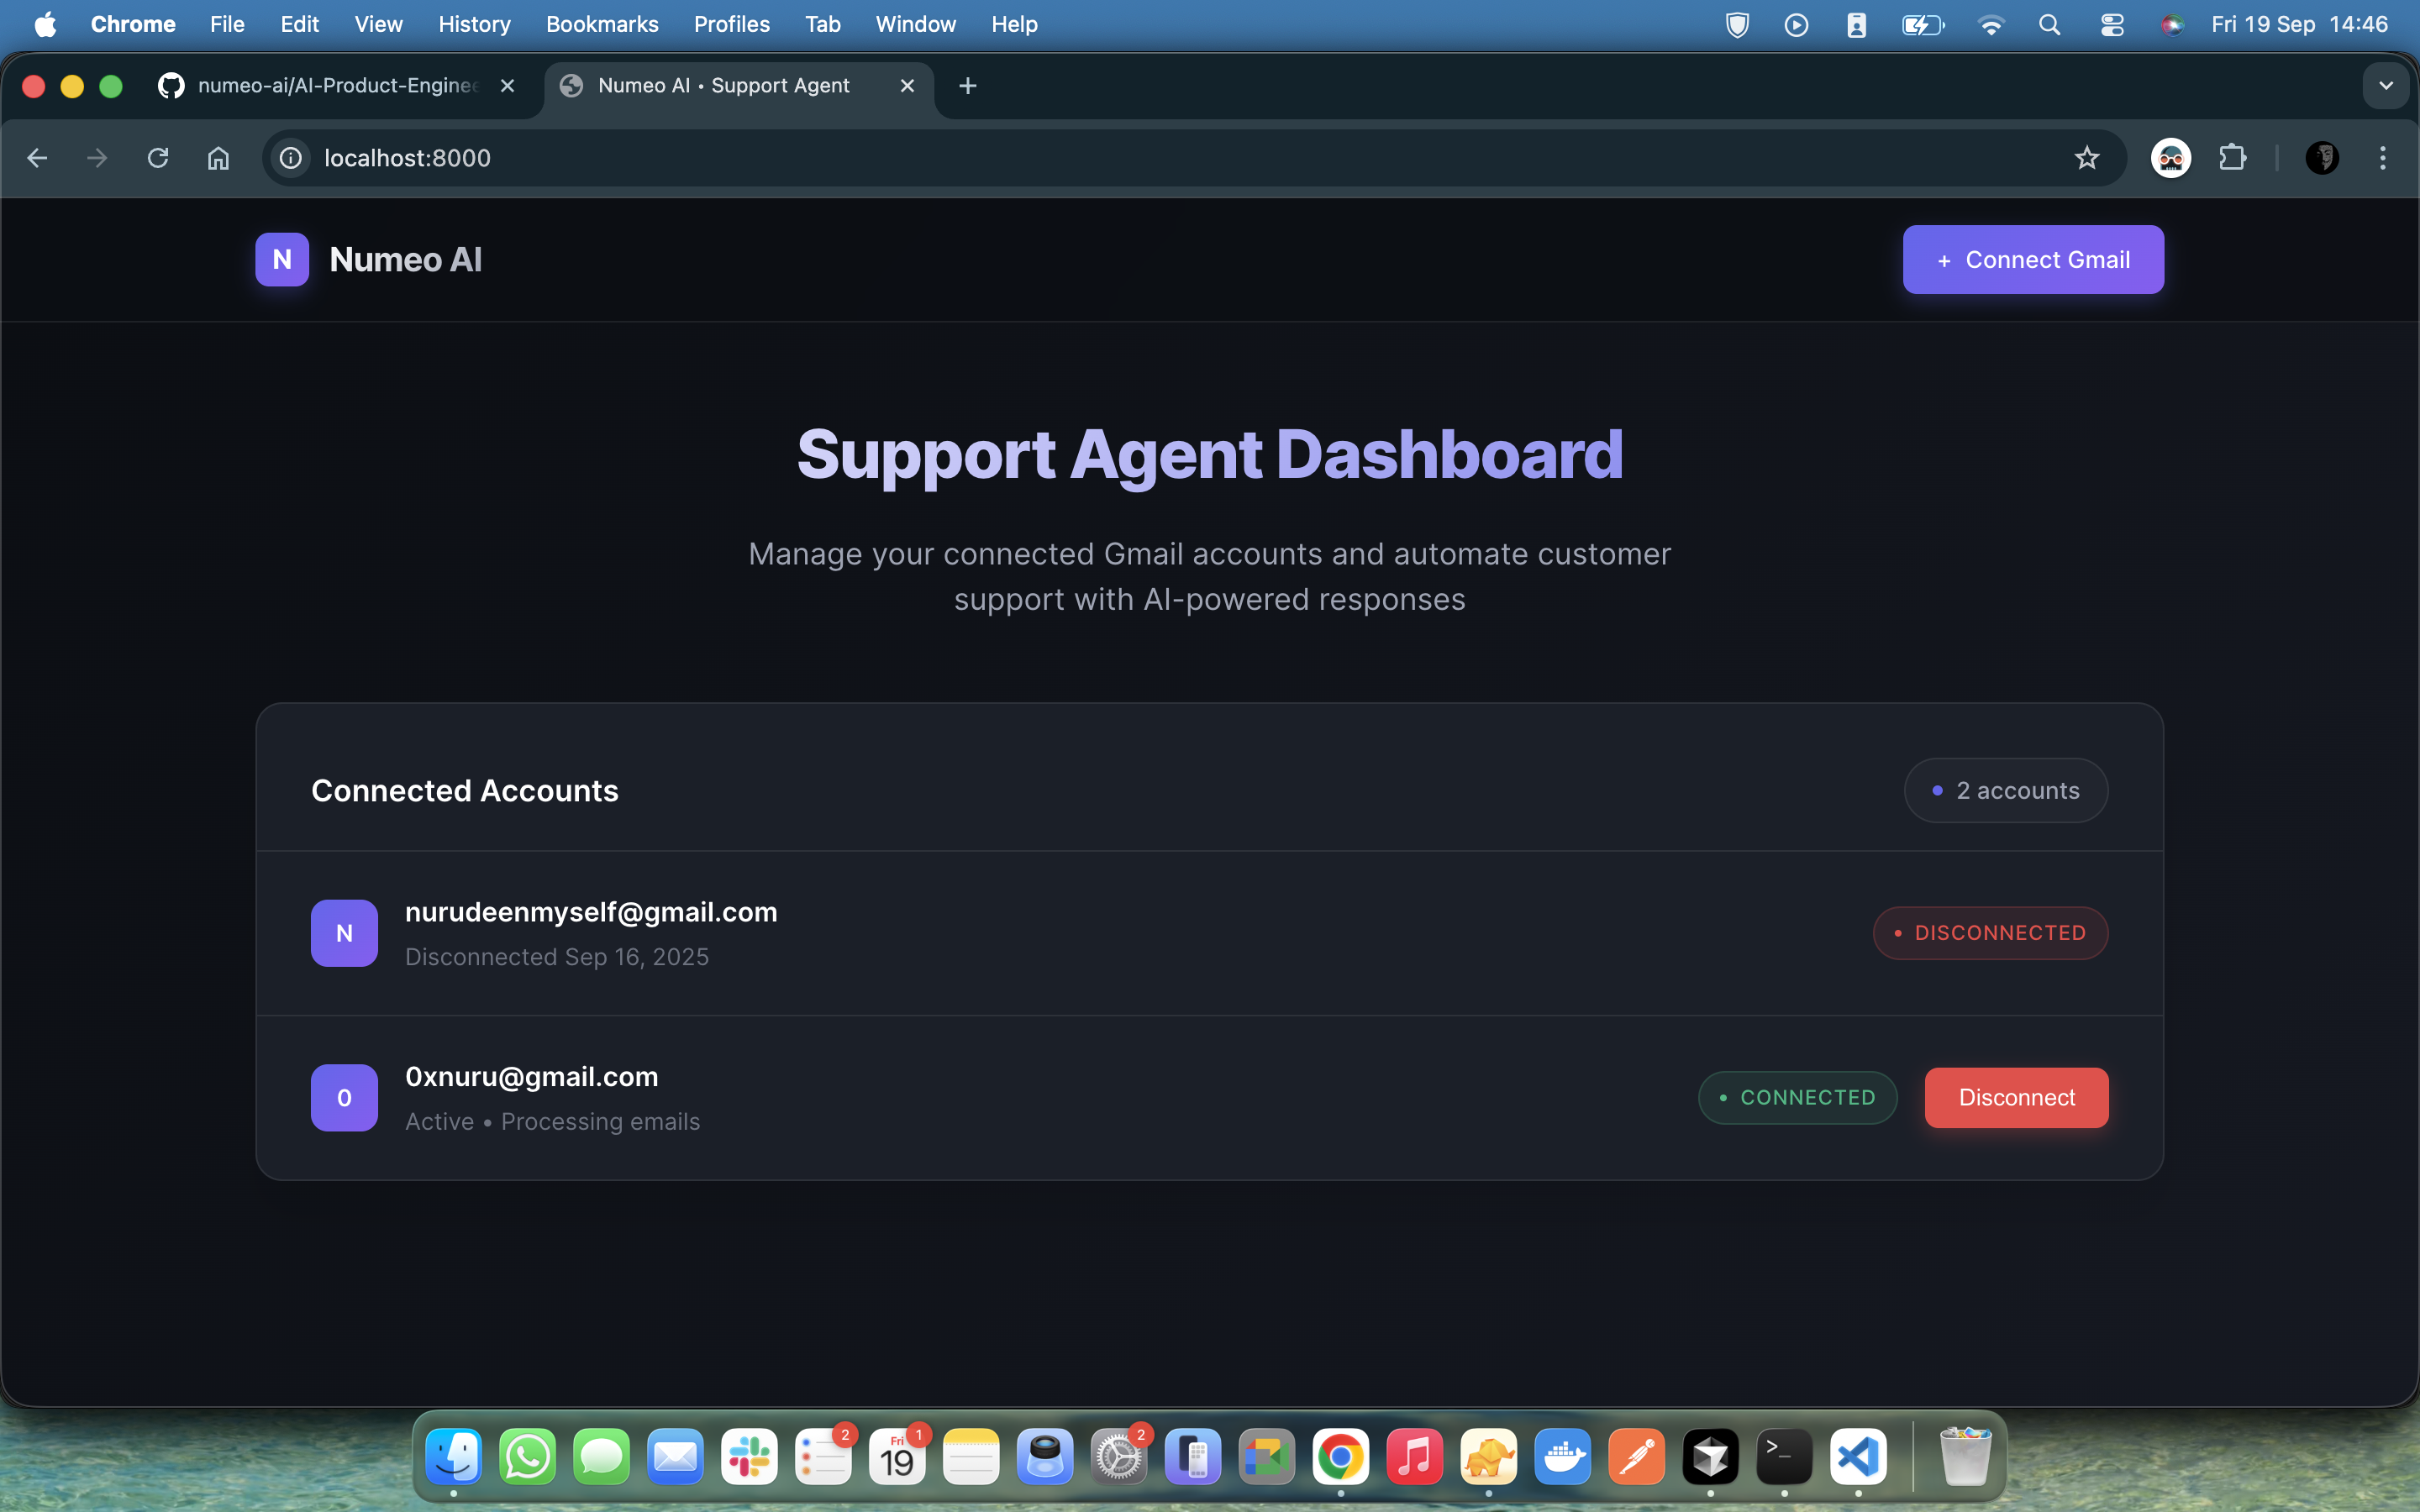 Chrome File Edit View History Bookmarks Profiles Tab Window Help Fri 19 Sep 14:46
numeo-ai/AI-Product-Enginee Numeo AI • Support Agent
localhost:8000
N Numeo AI + Connect Gmail
Support Agent Dashboard
Manage your connected Gmail accounts and automate customer
support with AI-powered responses
Connected Accounts • 2 accounts
N nurudeenmyself@gmail.com • DISCONNECTED
Disconnected Sep 16, 2025
0 0xnuru@gmail.com • CONNECTED Disconnect
Active • Processing emails
2 Fri 19 1 2 >_